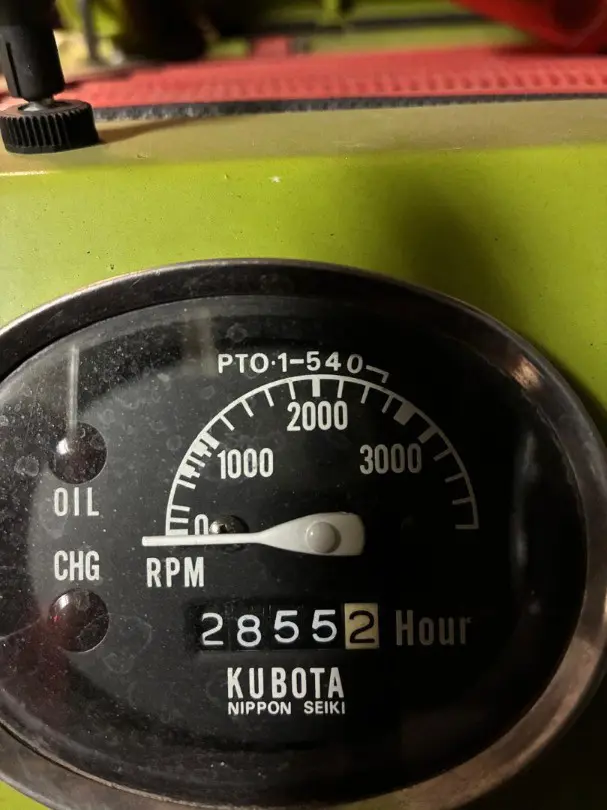 PTO·1-540
2000
1000
3000
OIL
0
CHG
RPM
28552 Hour
KUBOTA
NIPPON SEIKI